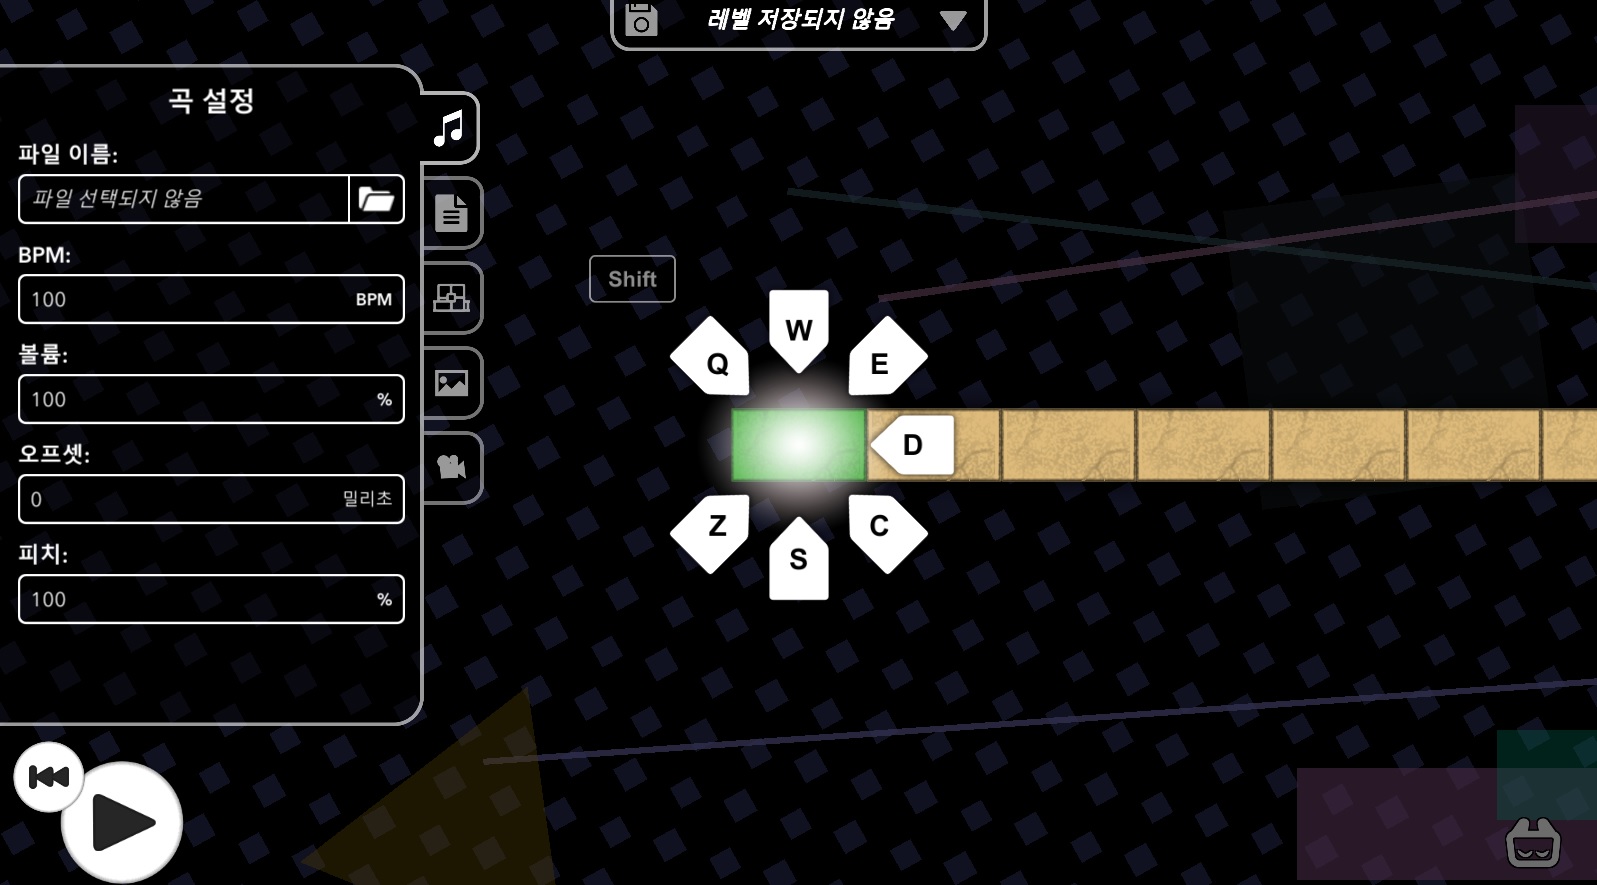 레벨 저장되지 않음
곡 설정
파일 이름:
파일 선택되지 않음
BPM:
100 BPM
볼륨:
100 %
오프셋:
0 밀리초
피치:
100 %
Shift
Q W E
D
Z S C